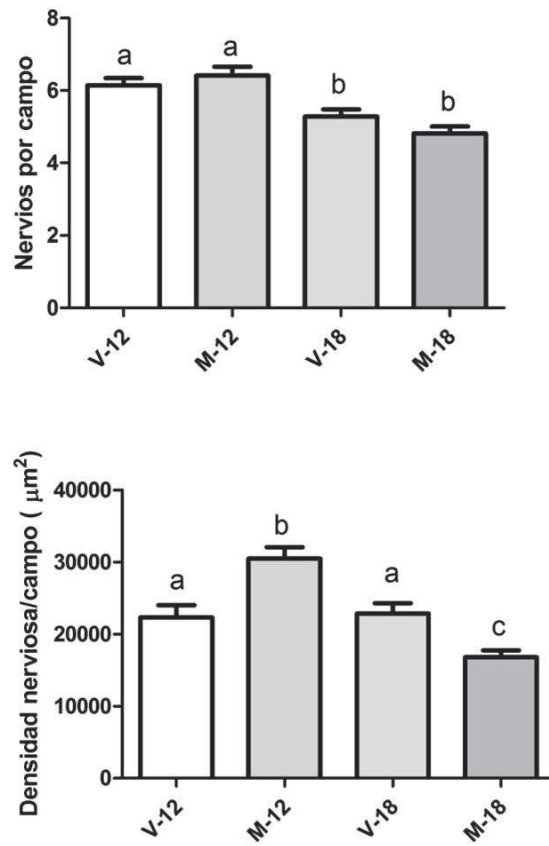 Nervios por campo
8
6
4
2
0
a
a
b
b
V-12
M-12
V-18
M-18
Densidad nerviosa/campo ( μm²)
40000
30000
20000
10000
0
a
b
a
c
V-12
M-12
V-18
M-18